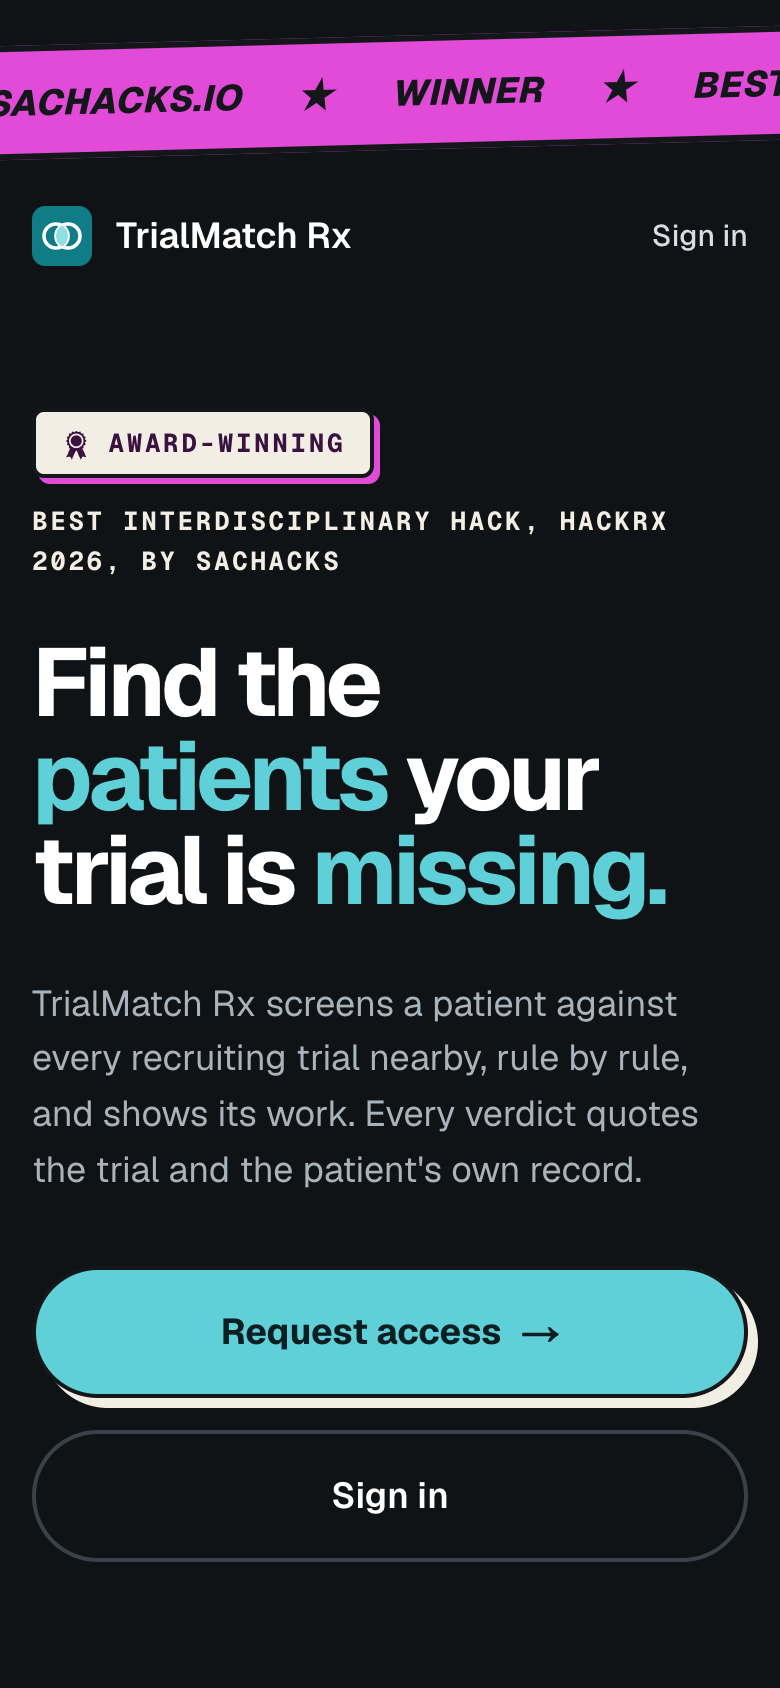 SACHACKS.IO ★ WINNER ★ BEST
TrialMatch Rx
Sign in
AWARD-WINNING
BEST INTERDISCIPLINARY HACK, HACKRX
2026, BY SACHACKS
Find the
patients your
trial is missing.
TrialMatch Rx screens a patient against
every recruiting trial nearby, rule by rule,
and shows its work. Every verdict quotes
the trial and the patient's own record.
Request access →
Sign in